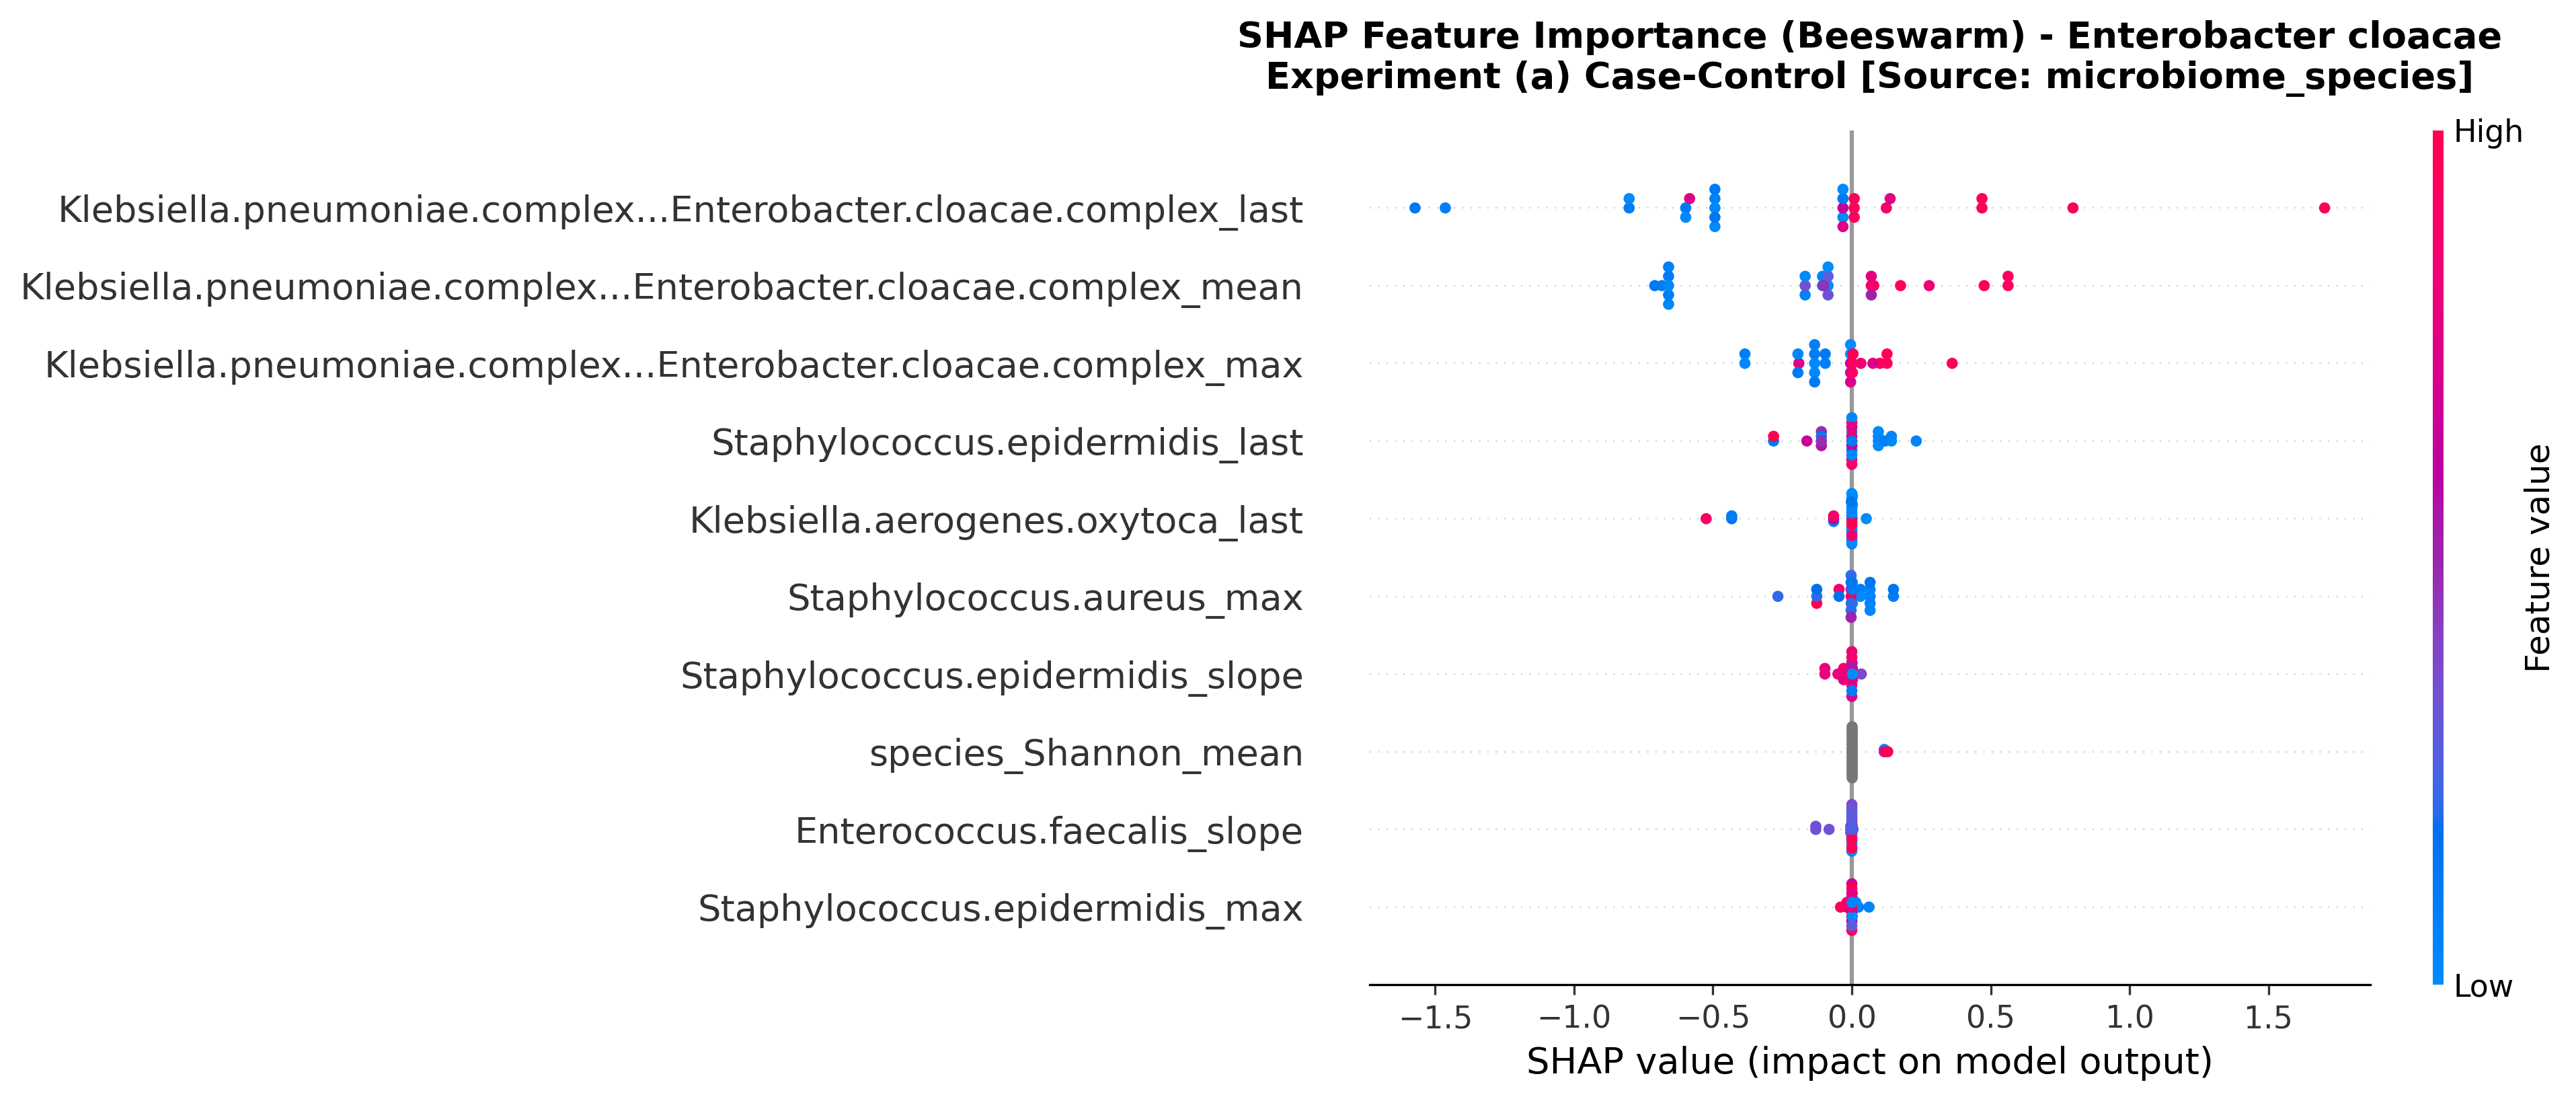 SHAP Feature Importance (Beeswarm) - Enterobacter cloacae
Experiment (a) Case-Control [Source: microbiome_species]
High
Klebsiella.pneumoniae.complex...Enterobacter.cloacae.complex_last
Klebsiella.pneumoniae.complex...Enterobacter.cloacae.complex_mean
Klebsiella.pneumoniae.complex...Enterobacter.cloacae.complex_max
Staphylococcus.epidermidis_last
Klebsiella.aerogenes.oxytoca_last
Staphylococcus.aureus_max
Staphylococcus.epidermidis_slope
species_Shannon_mean
Enterococcus.faecalis_slope
Staphylococcus.epidermidis_max
Feature value
Low
−1.5 −1.0 −0.5 0.0 0.5 1.0 1.5
SHAP value (impact on model output)